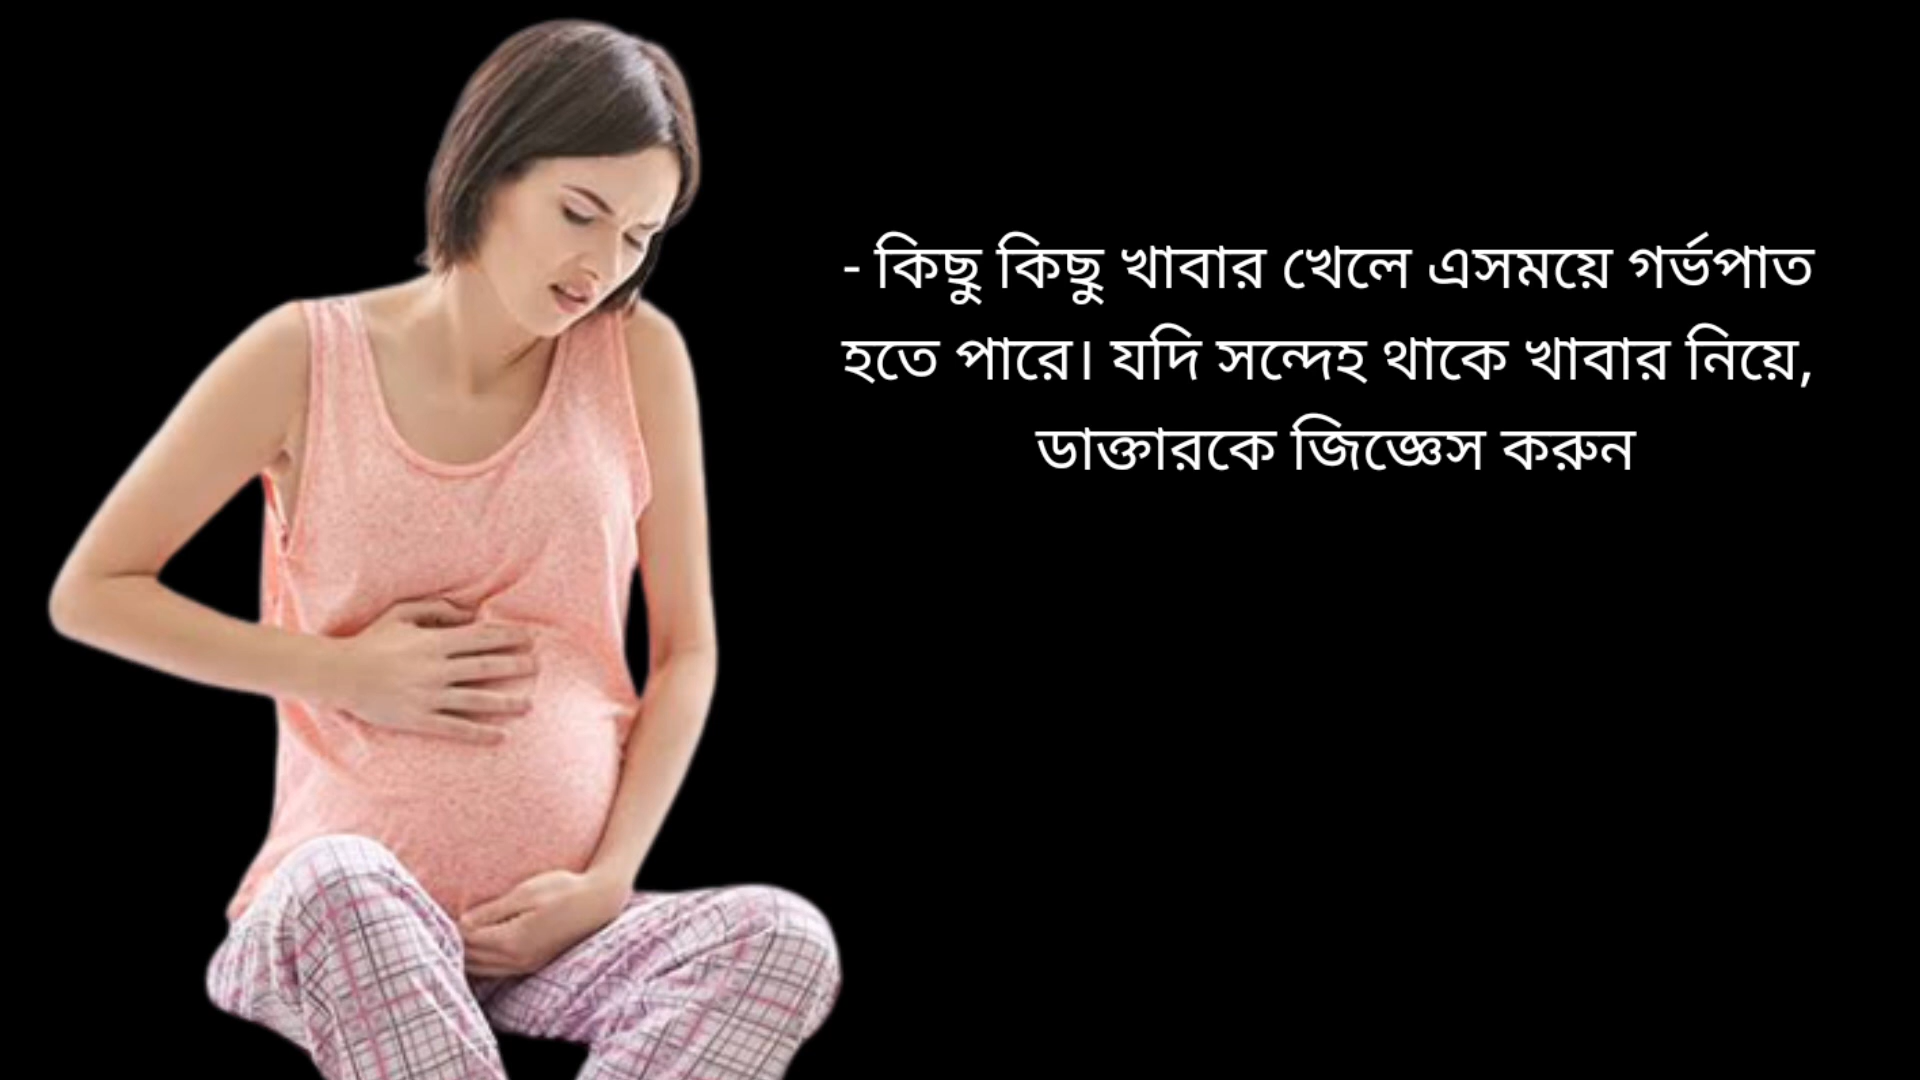 - কিছু কিছু খাবার খেলে এসময়ে গর্ভপাত
হতে পারে। যদি সন্দেহ থাকে খাবার নিয়ে,
ডাক্তারকে জিজ্ঞেস করুন